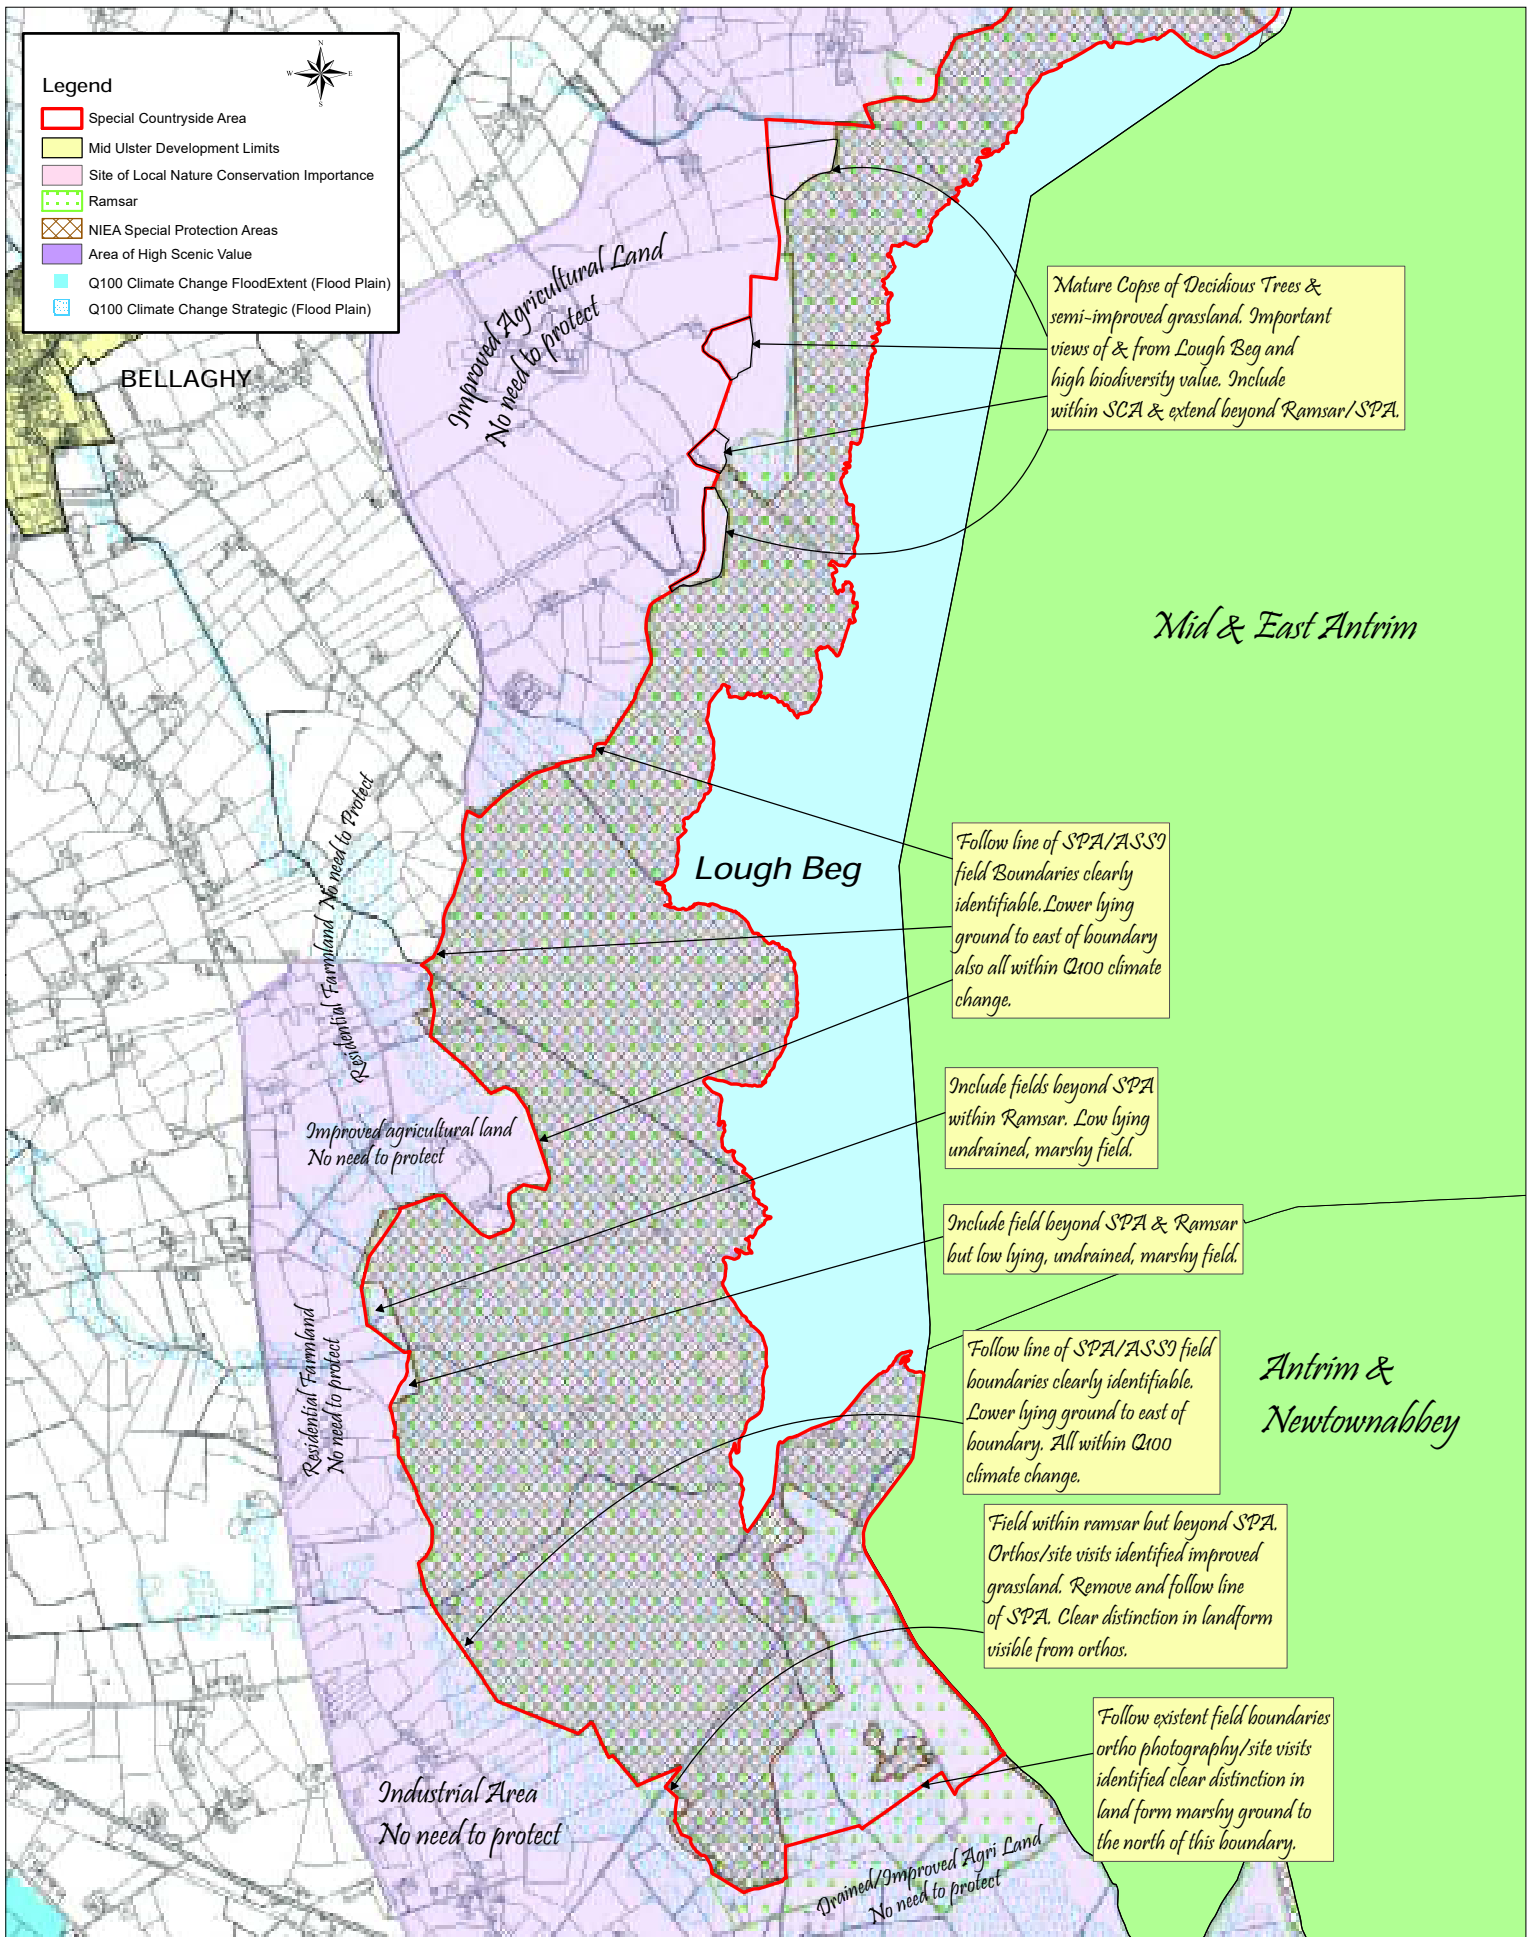 Legend
N
W
E
S
Special Countryside Area
Mid Ulster Development Limits
Site of Local Nature Conservation Importance
Ramsar
NIEA Special Protection Areas
Area of High Scenic Value
Q100 Climate Change FloodExtent (Flood Plain)
Q100 Climate Change Strategic (Flood Plain)
Improved Agricultural Land
No need to protect
BELLAGHY
Mature Copse of Decidious Trees &
semi-improved grassland. Important
views of & from Lough Beg and
high biodiversity value. Include
within SCA & extend beyond Ramsar/SPA.
Mid & East Antrim
Residential Farmland No need to Protect
Lough Beg
Follow line of SPA/ASSI
field Boundaries clearly
identifiable.Lower lying
ground to east of boundary
also all within Q100 climate
change.
Include fields beyond SPA
within Ramsar. Low lying
undrained, marshy field.
Improved agricultural land
No need to protect
Include field beyond SPA & Ramsar
but low lying, undrained, marshy field.
Residential Farmland
No need to protect
Follow line of SPA/ASSI field
boundaries clearly identifiable.
Lower lying ground to east of
boundary. All within Q100
climate change.
Antrim &
Newtownabbey
Field within ramsar but beyond SPA.
Orthos/site visits identified improved
grassland. Remove and follow line
of SPA. Clear distinction in landform
visible from orthos.
Follow existent field boundaries
ortho photography/site visits
identified clear distinction in
land form marshy ground to
the north of this boundary.
Industrial Area
No need to protect
Drained/Improved Agri Land
No need to protect